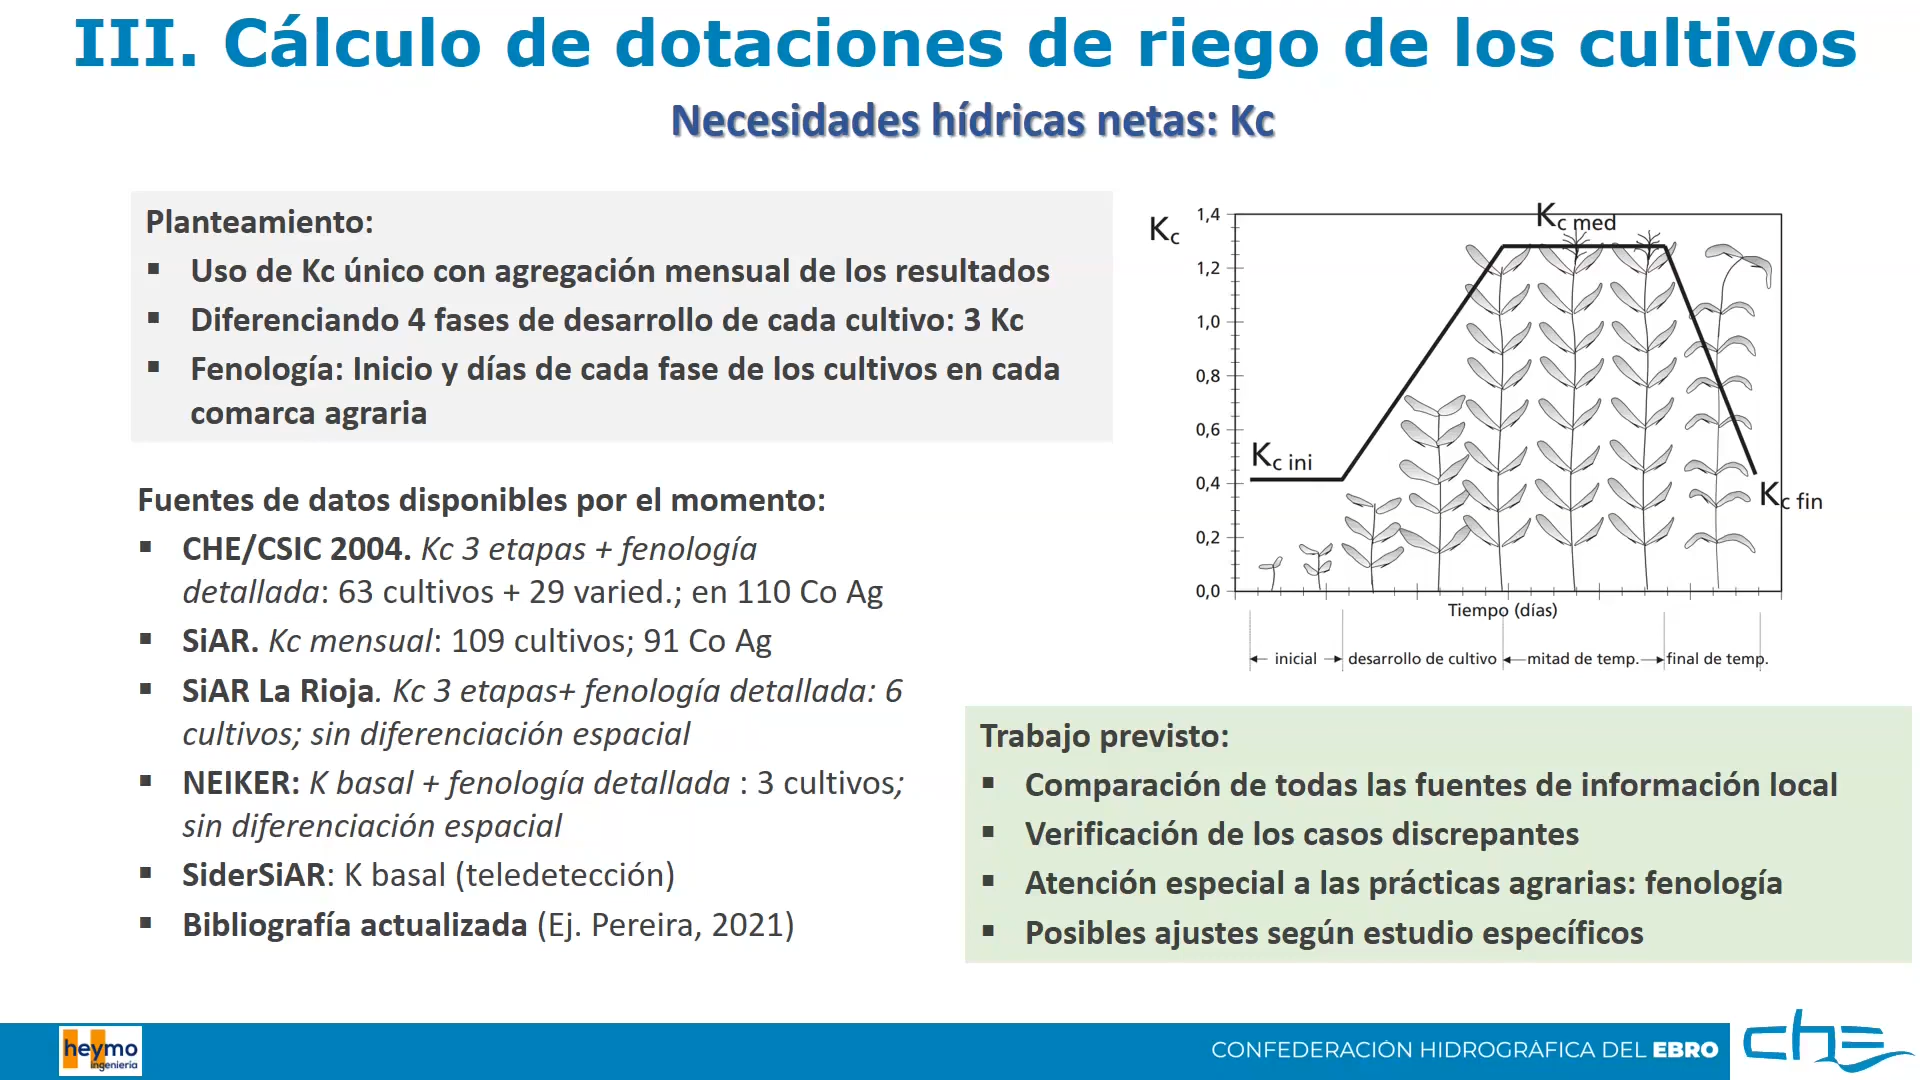 III. Cálculo de dotaciones de riego de los cultivos
Necesidades hídricas netas: Kc
Planteamiento:
▪ Uso de Kc único con agregación mensual de los resultados
▪ Diferenciando 4 fases de desarrollo de cada cultivo: 3 Kc
▪ Fenología: Inicio y días de cada fase de los cultivos en cada
comarca agraria
Fuentes de datos disponibles por el momento:
▪ CHE/CSIC 2004. Kc 3 etapas + fenología
detallada: 63 cultivos + 29 varied.; en 110 Co Ag
▪ SiAR. Kc mensual: 109 cultivos; 91 Co Ag
▪ SiAR La Rioja. Kc 3 etapas+ fenología detallada: 6
cultivos; sin diferenciación espacial
▪ NEIKER: K basal + fenología detallada : 3 cultivos;
sin diferenciación espacial
▪ SiderSiAR: K basal (teledetección)
▪ Bibliografía actualizada (Ej. Pereira, 2021)
Kc
1,4
1,2
1,0
0,8
0,6
0,4
0,2
0,0
Kc med
Kc ini
Kc fin
Tiempo (días)
inicial
desarrollo de cultivo
mitad de temp.
final de temp.
Trabajo previsto:
▪ Comparación de todas las fuentes de información local
▪ Verificación de los casos discrepantes
▪ Atención especial a las prácticas agrarias: fenología
▪ Posibles ajustes según estudio específicos
heymo
ingeniería
CONFEDERACIÓN HIDROGRÁFICA DEL EBRO
che